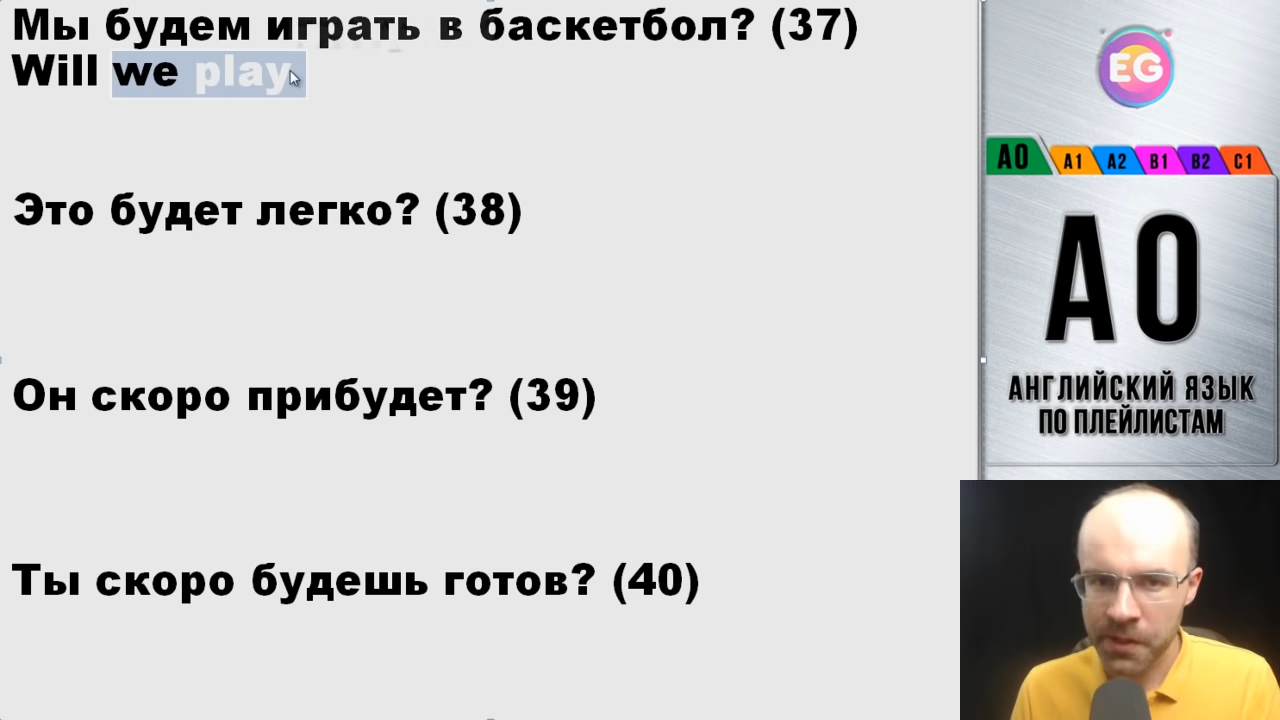 Мы будем играть в баскетбол? (37)
Will we play
Это будет легко? (38)
Он скоро прибудет? (39)
Ты скоро будешь готов? (40)
EG
A0 A1 A2 B1 B2 C1
A0
АНГЛИЙСКИЙ ЯЗЫК
ПО ПЛЕЙЛИСТАМ